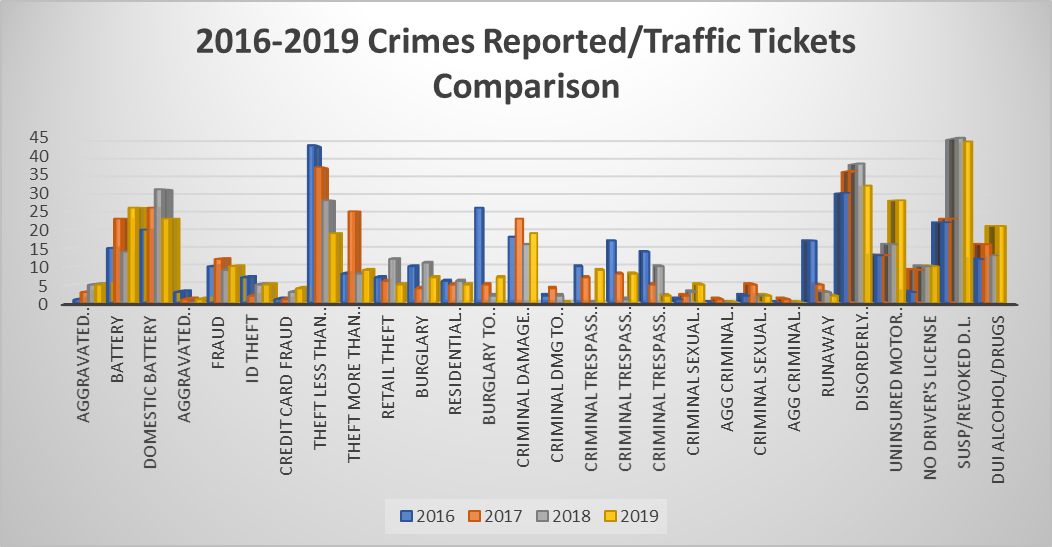 2016-2019 Crimes Reported/Traffic Tickets
Comparison
45
40
35
30
25
20
15
10
5
0
AGGRAVATED..
BATTERY
DOMESTIC BATTERY
AGGRAVATED..
FRAUD
ID THEFT
CREDIT CARD FRAUD
THEFT LESS THAN..
THEFT MORE THAN..
RETAIL THEFT
BURGLARY
RESIDENTIAL..
BURGLARY TO..
CRIMINAL DAMAGE..
CRIMINAL DMG TO..
CRIMINAL TRESPASS..
CRIMINAL TRESPASS..
CRIMINAL TRESPASS..
CRIMINAL SEXUAL..
AGG CRIMINAL..
CRIMINAL SEXUAL..
AGG CRIMINAL..
RUNAWAY
DISORDERLY..
UNINSURED MOTOR..
NO DRIVER'S LICENSE
SUSP/REVOKED D.L.
DUI ALCOHOL/DRUGS
2016 2017 2018 2019